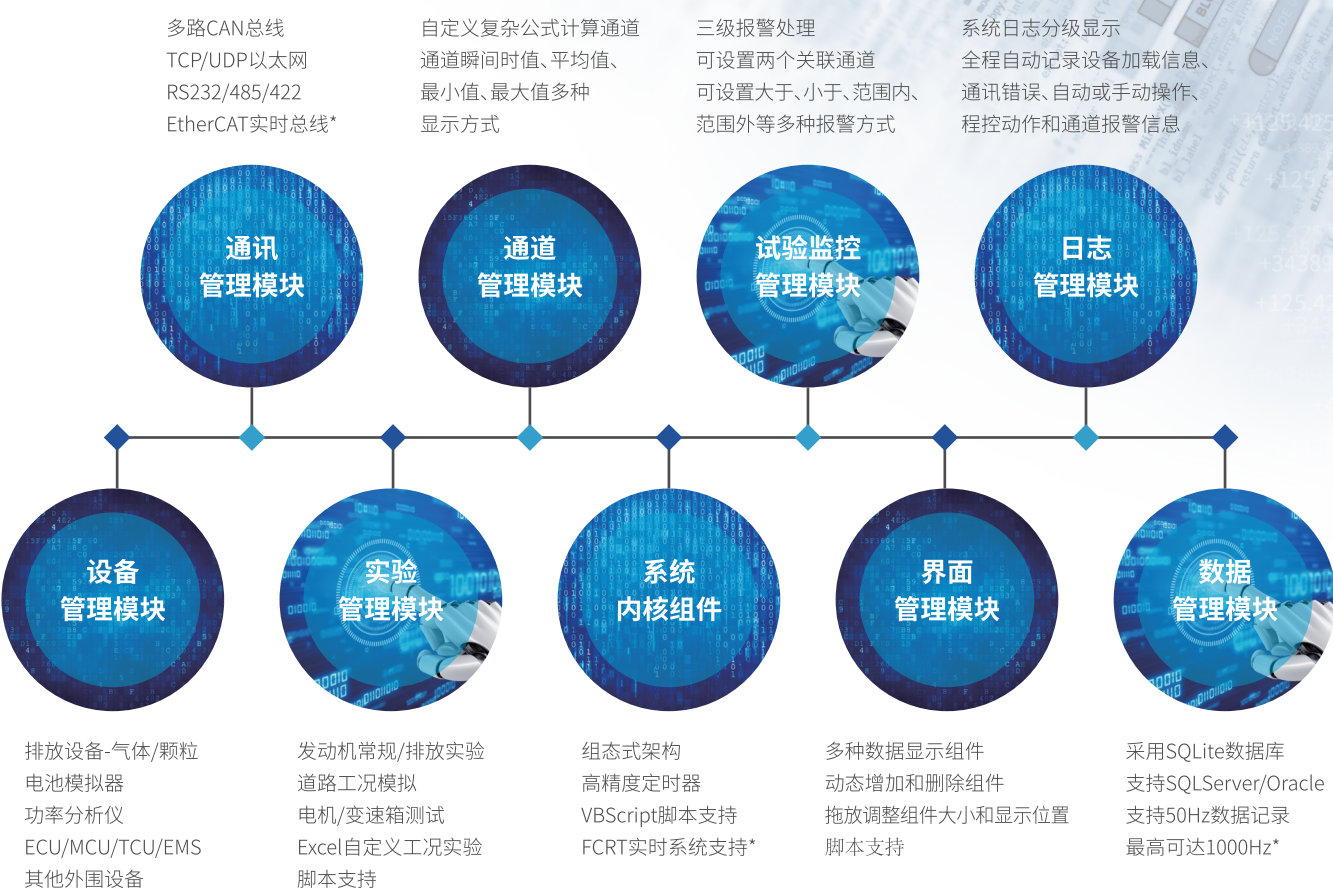 多路CAN总线
TCP/UDP以太网
RS232/485/422
EtherCAT实时总线*
自定义复杂公式计算通道
通道瞬间时值、平均值、
最小值、最大值多种
显示方式
三级报警处理
可设置两个关联通道
可设置大于、小于、范围内、
范围外等多种报警方式
系统日志分级显示
全程自动记录设备加载信息、
通讯错误、自动或手动操作、
程控动作和通道报警信息
通讯
管理模块
通道
管理模块
试验监控
管理模块
日志
管理模块
设备
管理模块
实验
管理模块
系统
内核组件
界面
管理模块
数据
管理模块
排放设备-气体/颗粒
电池模拟器
功率分析仪
ECU/MCU/TCU/EMS
其他外围设备
发动机常规/排放实验
道路工况模拟
电机/变速箱测试
Excel自定义工况实验
脚本支持
组态式架构
高精度定时器
VBScript脚本支持
FCRT实时系统支持*
多种数据显示组件
动态增加和删除组件
拖放调整组件大小和显示位置
脚本支持
采用SQLite数据库
支持SQLServer/Oracle
支持50Hz数据记录
最高可达1000Hz*